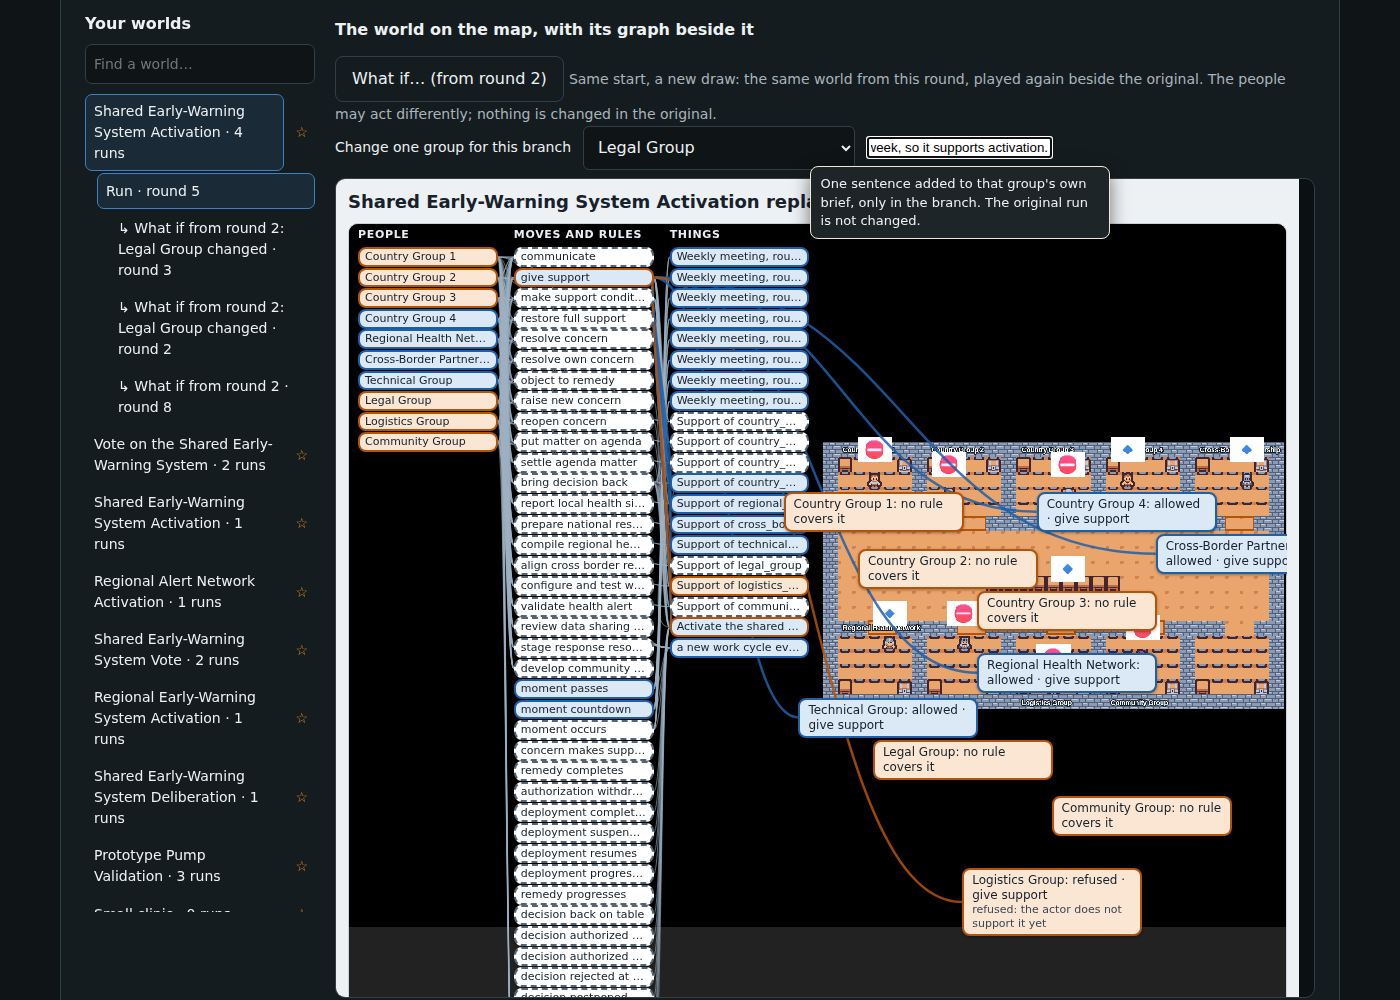 Your worlds
Find a world...
Shared Early-Warning
System Activation · 4
runs
☆
Run · round 5
↳ What if from round 2:
Legal Group changed ·
round 3
↳ What if from round 2:
Legal Group changed ·
round 2
↳ What if from round 2 ·
round 8
Vote on the Shared Early-
Warning System · 2 runs
☆
Shared Early-Warning
System Activation · 1
runs
☆
Regional Alert Network
Activation · 1 runs
☆
Shared Early-Warning
System Vote · 2 runs
☆
Regional Early-Warning
System Activation · 1
runs
☆
Shared Early-Warning
System Deliberation · 1
runs
☆
Prototype Pump
Validation · 3 runs
☆
The world on the map, with its graph beside it
What if... (from round 2)
Same start, a new draw: the same world from this round, played again beside the original. The people
may act differently; nothing is changed in the original.
Change one group for this branch
Legal Group
week, so it supports activation.
One sentence added to that group's own
brief, only in the branch. The original run
is not changed.
Shared Early-Warning System Activation repla
PEOPLE
Country Group 1
Country Group 2
Country Group 3
Country Group 4
Regional Health Net...
Cross-Border Partner...
Technical Group
Legal Group
Logistics Group
Community Group
MOVES AND RULES
communicate
give support
make support condit...
restore full support
resolve concern
resolve own concern
object to remedy
raise new concern
reopen concern
put matter on agenda
settle agenda matter
bring decision back
report local health si...
prepare national res...
compile regional he...
align cross border re...
configure and test w...
validate health alert
review data sharing ...
stage response reso...
develop community ...
moment passes
moment countdown
moment occurs
concern makes supp...
remedy completes
authorization withdr...
deployment complet...
deployment suspen...
deployment resumes
deployment progres...
remedy progresses
decision back on table
decision authorized ...
decision authorized ...
decision rejected at ...
THINGS
Weekly meeting, rou...
Weekly meeting, rou...
Weekly meeting, rou...
Weekly meeting, rou...
Weekly meeting, rou...
Weekly meeting, rou...
Weekly meeting, rou...
Weekly meeting, rou...
Support of country_...
Support of country_...
Support of country_...
Support of country_...
Support of regional_
Support of cross_bo
Support of technical...
Support of legal_group
Support of logistics_...
Support of communi...
Activate the shared ...
a new work cycle ev...
Country Group 1: no rule
covers it
Country Group 4: allowed
· give support
Cross-Border Partner
allowed · give suppo
Country Group 2: no rule
covers it
Country Group 3: no rule
covers it
Regional Health Network
Regional Health Network:
allowed · give support
Logistics Group
Community Group
Technical Group: allowed ·
give support
Legal Group: no rule
covers it
Community Group: no rule
covers it
Logistics Group: refused ·
give support
refused: the actor does not
support it yet